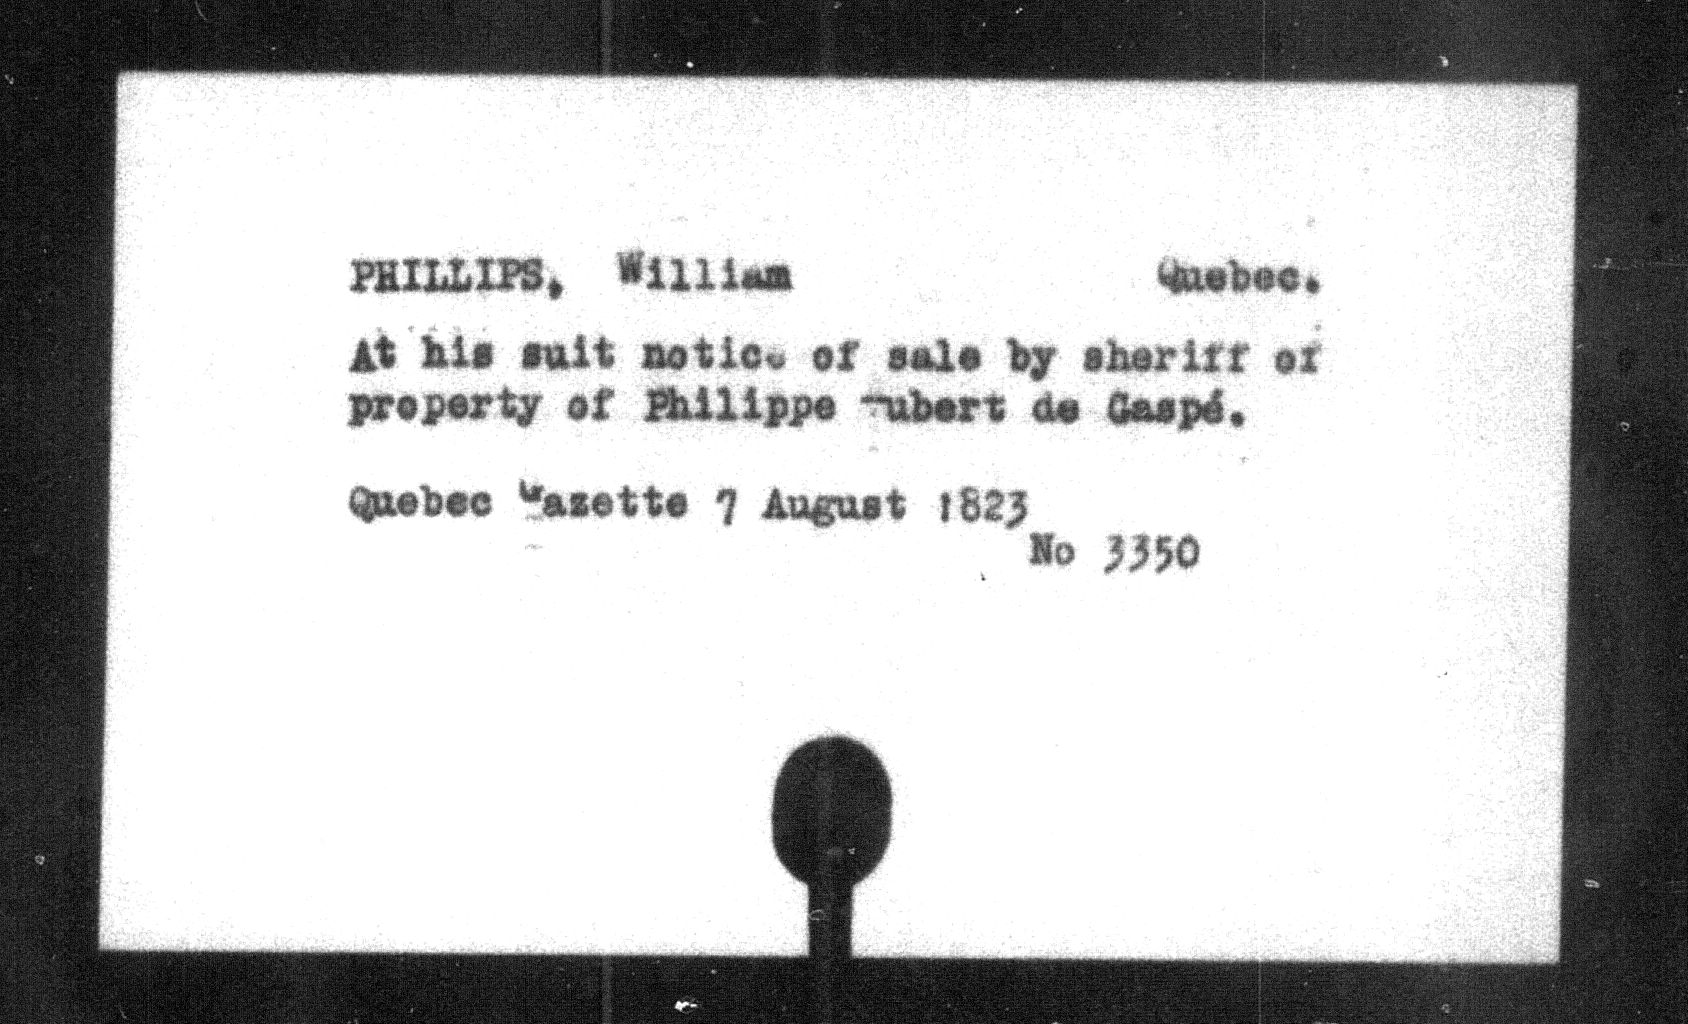 PHILLIPS, William Quebec.
At his suit notice of sale by sheriff of
property of Philippe Aubert de Gaspé.
Quebec Gazette 7 August 1823
No 3350